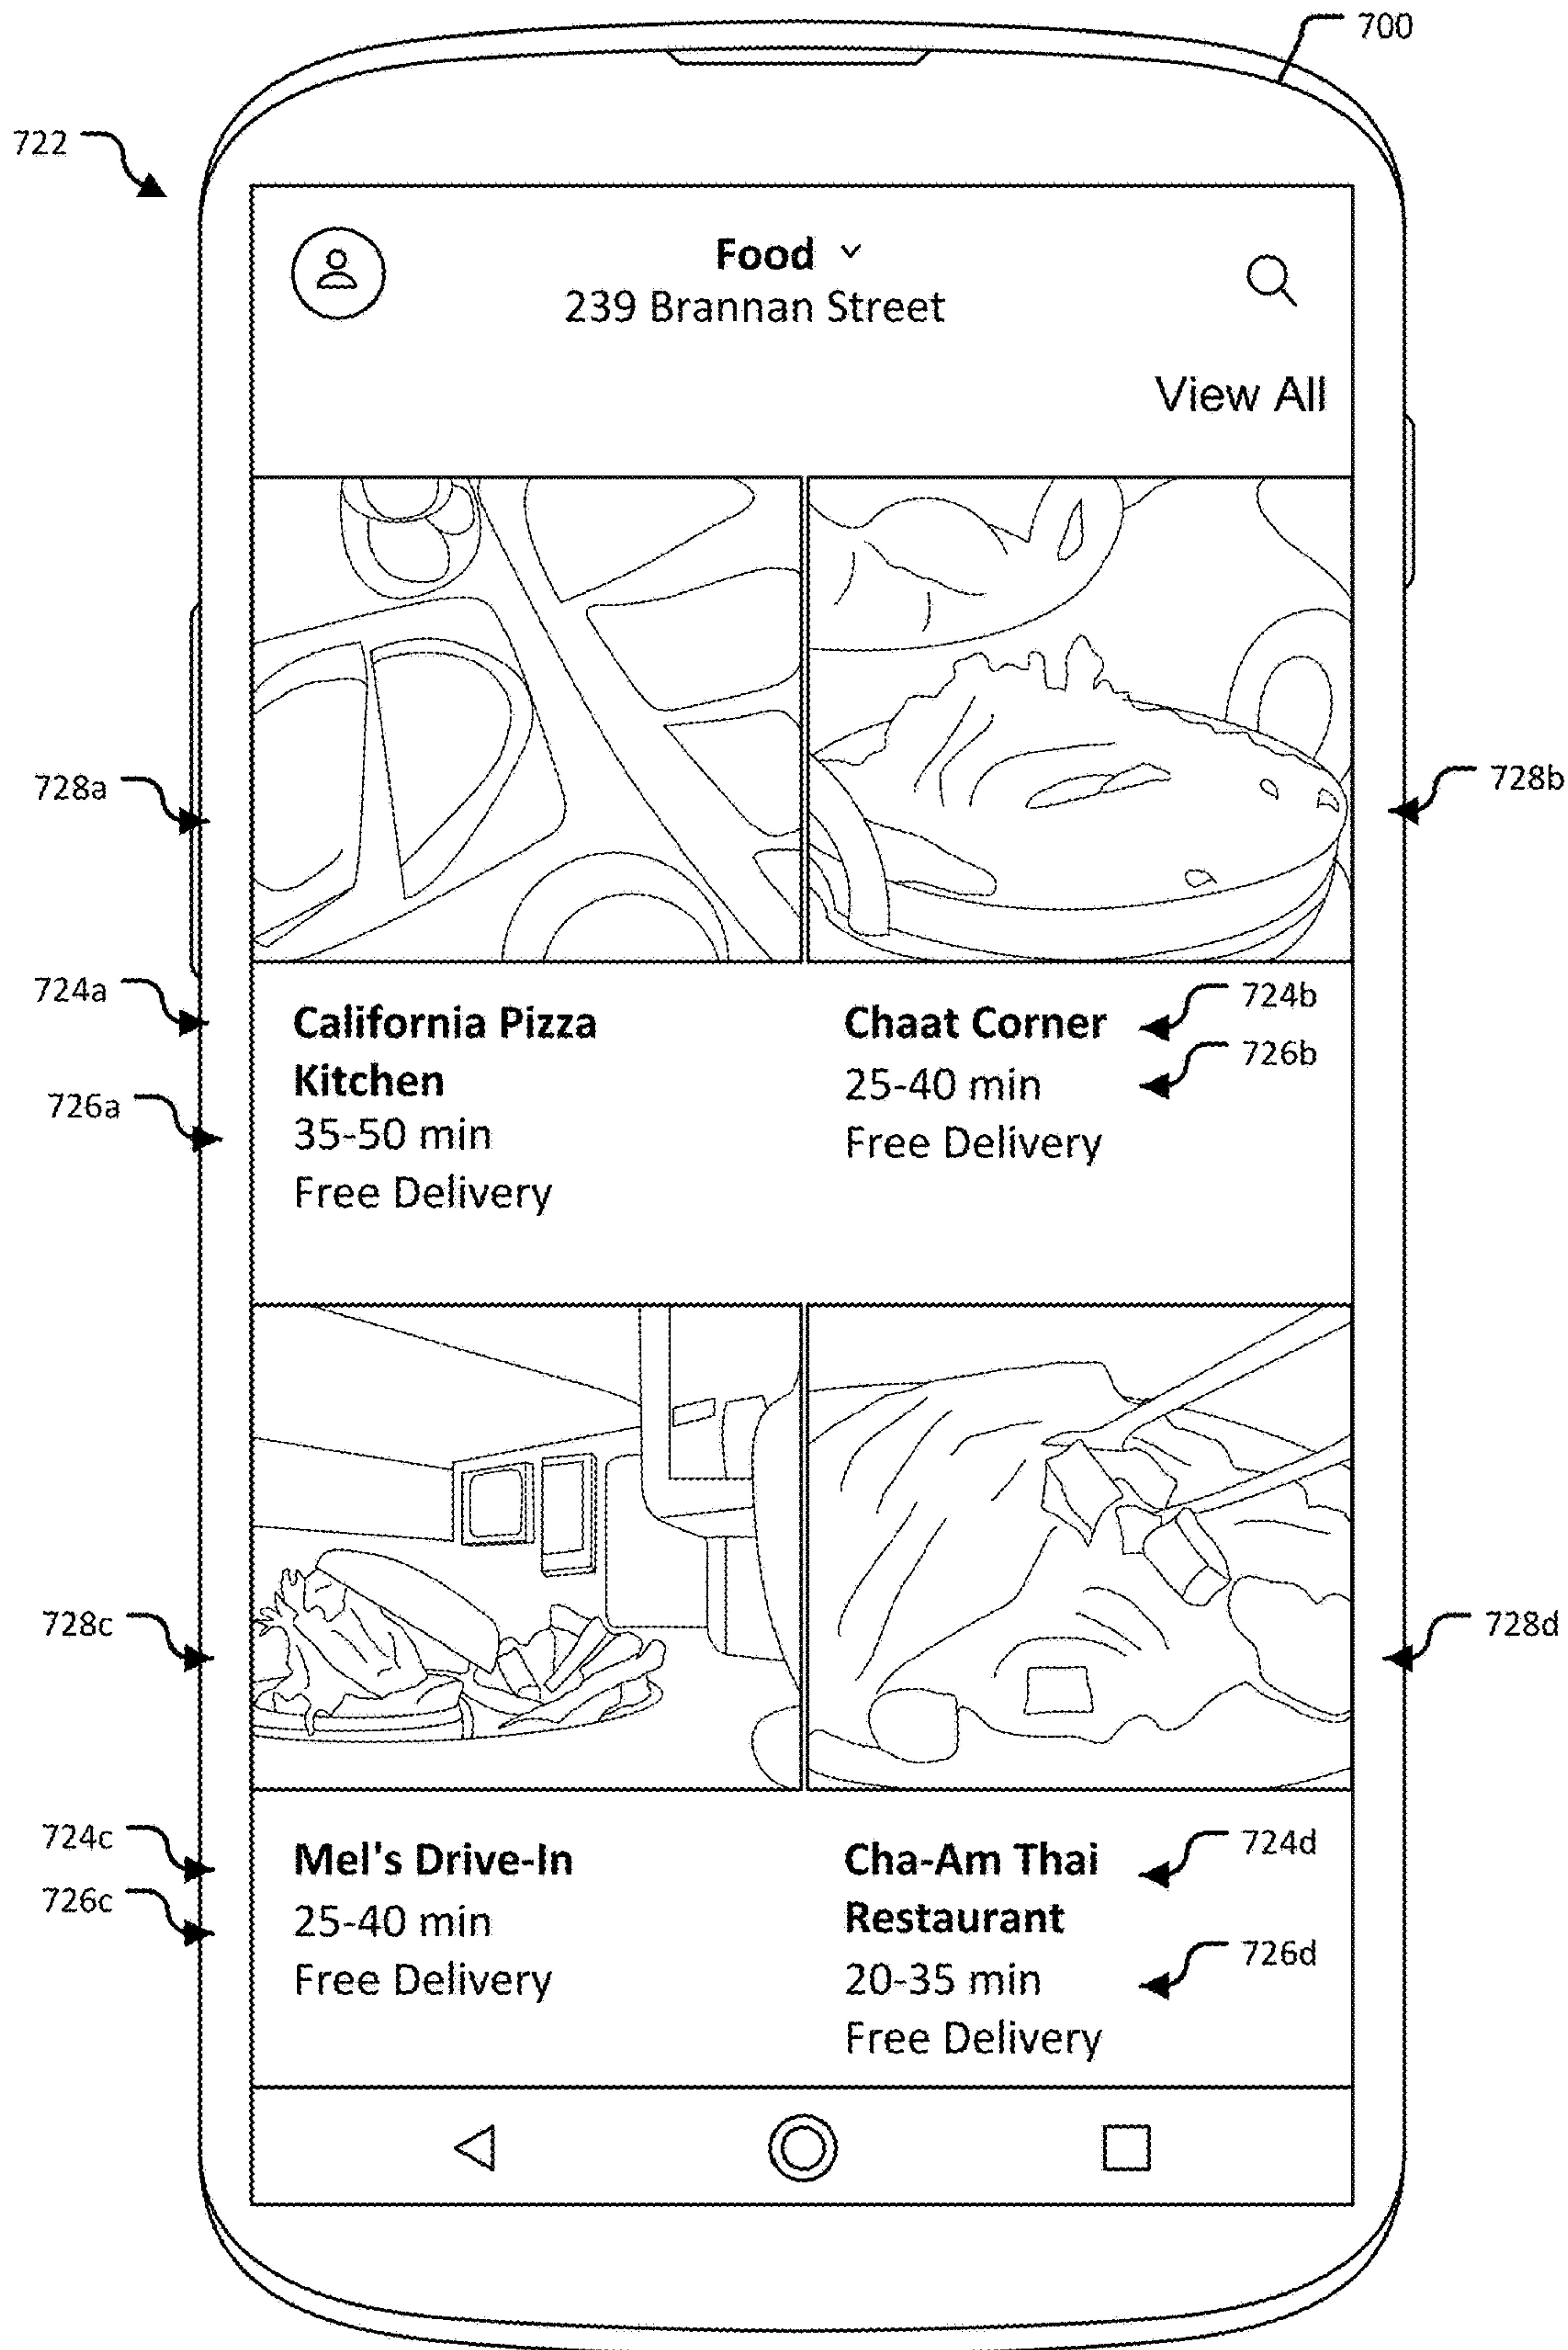 700
722
Food
239 Brannan Street
View All
728a
728b
724a
California Pizza
Kitchen
726a
35-50 min
Free Delivery
Chaat Corner
724b
25-40 min
726b
Free Delivery
728c
728d
724c
Mel's Drive-In
726c
25-40 min
Free Delivery
Cha-Am Thai
724d
Restaurant
20-35 min
726d
Free Delivery